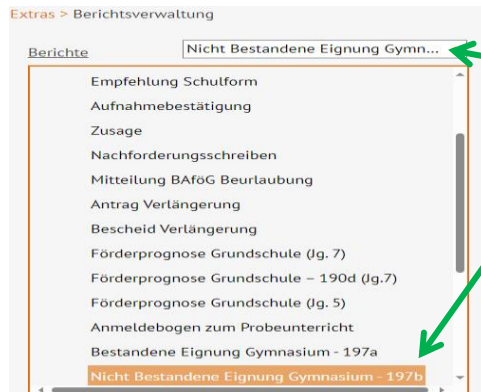 Extras > Berichtsverwaltung
Berichte Nicht Bestandene Eignung Gymn...
Empfehlung Schulform
Aufnahmebestätigung
Zusage
Nachforderungsschreiben
Mitteilung BAföG Beurlaubung
Antrag Verlängerung
Bescheid Verlängerung
Förderprognose Grundschule (Jg. 7)
Förderprognose Grundschule – 190d (Jg.7)
Förderprognose Grundschule (Jg. 5)
Anmeldebogen zum Probeunterricht
Bestandene Eignung Gymnasium - 197a
Nicht Bestandene Eignung Gymnasium – 197b